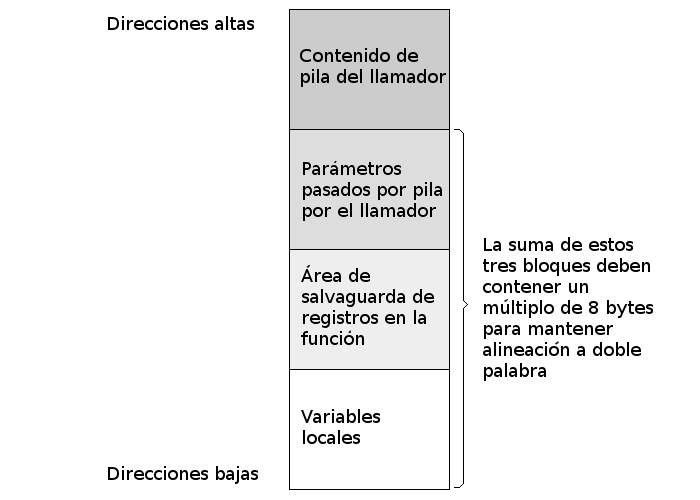 Direcciones altas
Contenido de
pila del llamador
Parámetros
pasados por pila
por el llamador
Área de
salvaguarda de
registros en la
función
Variables
locales
La suma de estos
tres bloques deben
contener un
múltiplo de 8 bytes
para mantener
alineación a doble
palabra
Direcciones bajas